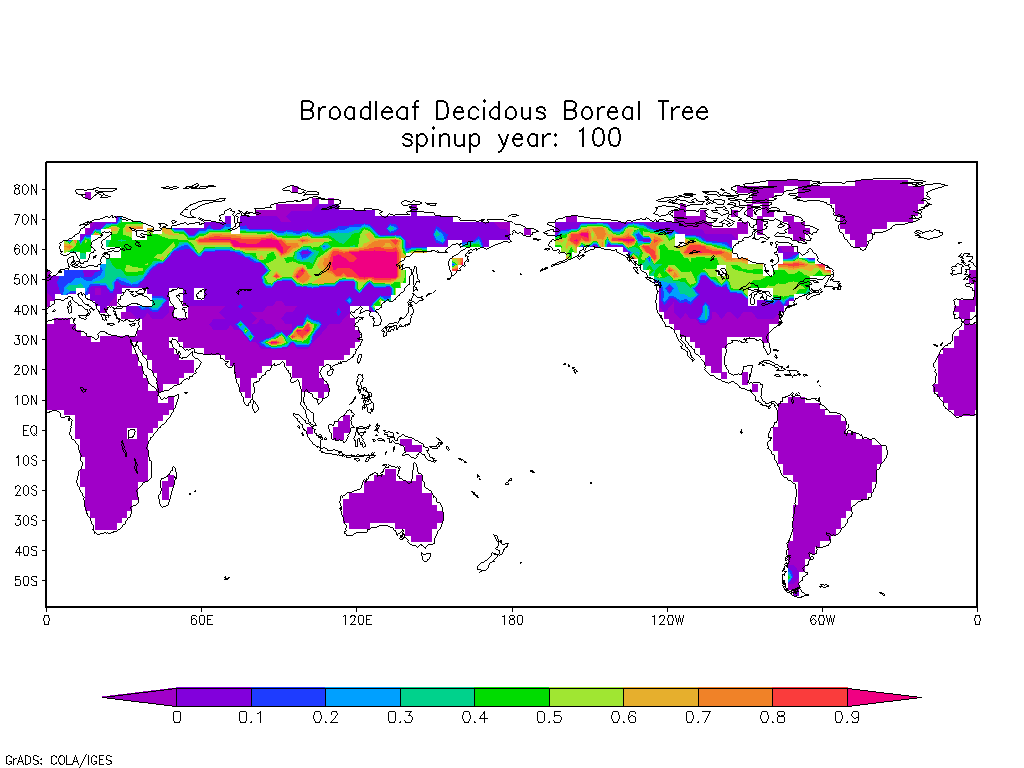 Broadleaf Decidous Boreal Tree
spinup year: 100
80N
70N
60N
50N
40N
30N
20N
10N
EQ
10S
20S
30S
40S
50S
0 60E 120E 180 120W 60W 0
0 0.1 0.2 0.3 0.4 0.5 0.6 0.7 0.8 0.9
GrADS: COLA/IGES